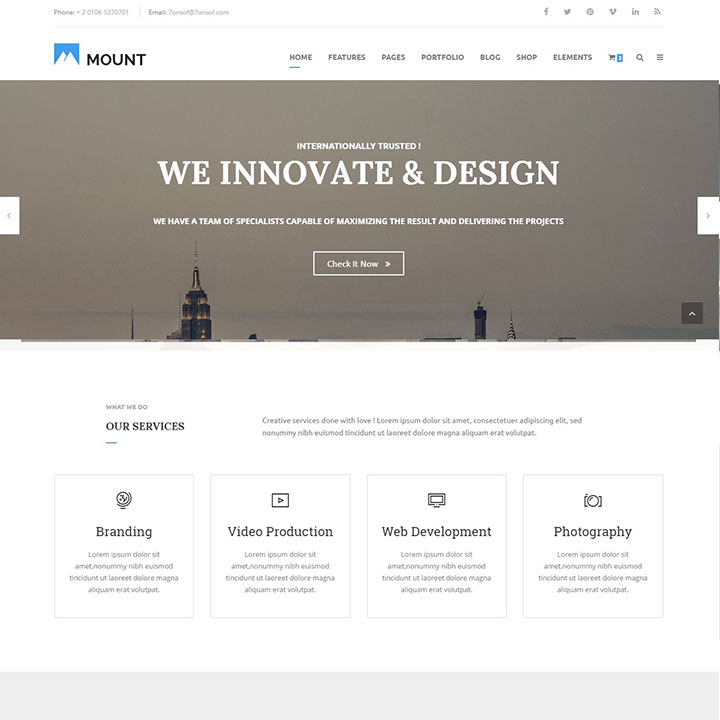 Phone: + 2 0106 5370701 Email: 7oroof@7oroof.com
MOUNT
HOME FEATURES PAGES PORTFOLIO BLOG SHOP ELEMENTS
INTERNATIONALLY TRUSTED !
WE INNOVATE & DESIGN
WE HAVE A TEAM OF SPECIALISTS CAPABLE OF MAXIMIZING THE RESULT AND DELIVERING THE PROJECTS
Check It Now »
WHAT WE DO
OUR SERVICES
Creative services done with love ! Lorem ipsum dolor sit amet, consectetuer adipiscing elit, sed
nonummy nibh euismod tincidunt ut laoreet dolore magna aliquam erat volutpat.
Branding
Lorem ipsum dolor sit
amet,nonummy nibh euismod
tincidunt ut laoreet dolore magna
aliquam erat volutpat.
Video Production
Lorem ipsum dolor sit
amet,nonummy nibh euismod
tincidunt ut laoreet dolore magna
aliquam erat volutpat.
Web Development
Lorem ipsum dolor sit
amet,nonummy nibh euismod
tincidunt ut laoreet dolore magna
aliquam erat volutpat.
Photography
Lorem ipsum dolor sit
amet,nonummy nibh euismod
tincidunt ut laoreet dolore magna
aliquam erat volutpat.